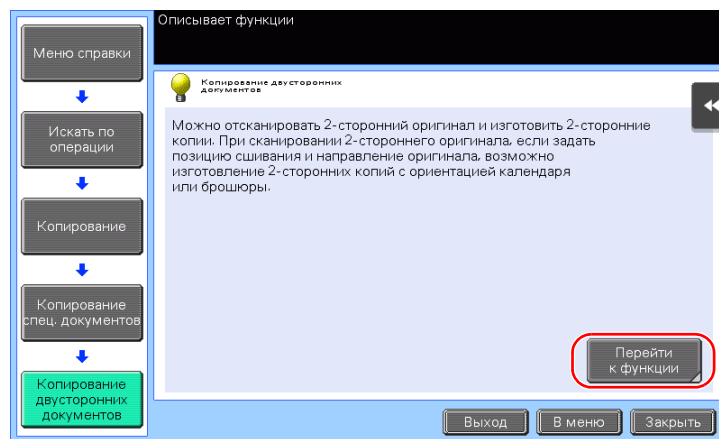 Описывает функции
Меню справки
Искать по
операции
Копирование
Копирование
спец. документов
Копирование
двусторонних
документов
Копирование двусторонних
документов
Можно отсканировать 2-сторонний оригинал и изготовить 2-сторонние
копии. При сканировании 2-стороннего оригинала, если задать
позицию сшивания и направление оригинала, возможно
изготовление 2-сторонних копий с ориентацией календаря
или брошюры.
Перейти
к функции
Выход
В меню
Закрыть